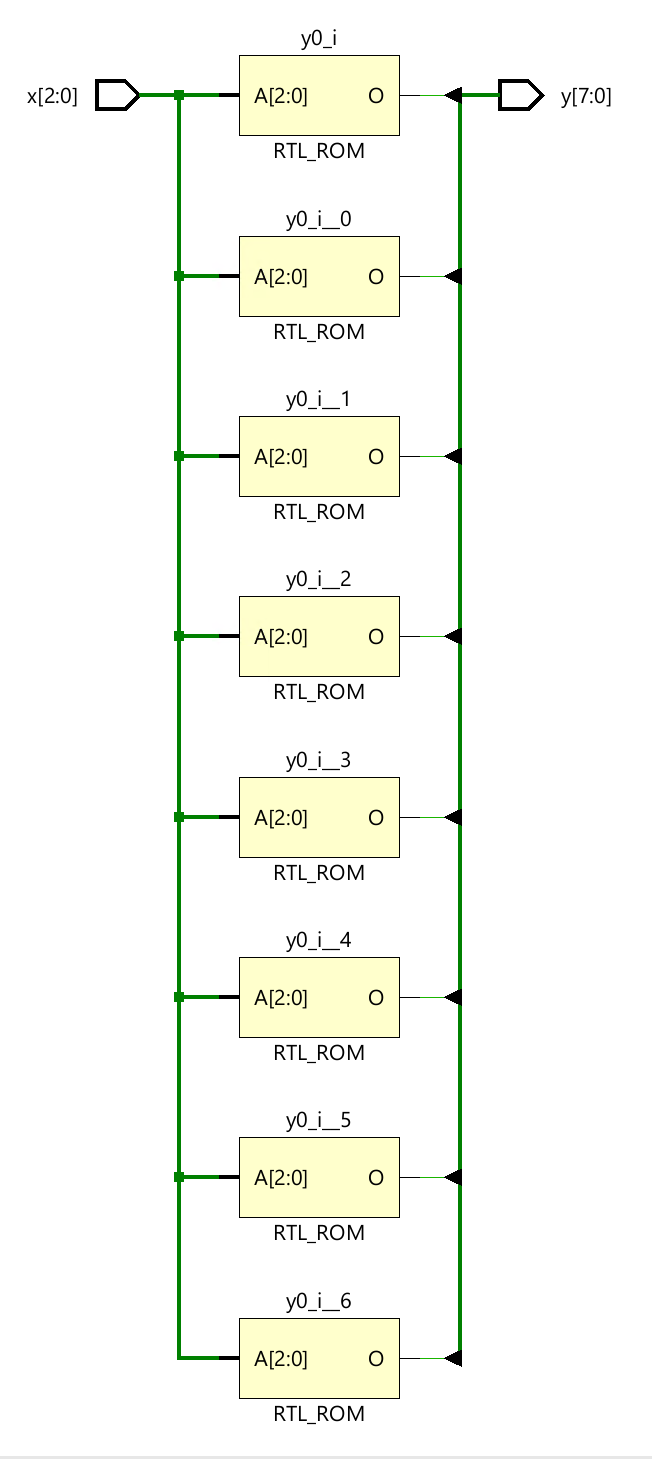 y0_i
x[2:0]
A[2:0]
O
y[7:0]
RTL_ROM
y0_i__0
A[2:0]
O
RTL_ROM
y0_i__1
A[2:0]
O
RTL_ROM
y0_i__2
A[2:0]
O
RTL_ROM
y0_i__3
A[2:0]
O
RTL_ROM
y0_i__4
A[2:0]
O
RTL_ROM
y0_i__5
A[2:0]
O
RTL_ROM
y0_i__6
A[2:0]
O
RTL_ROM